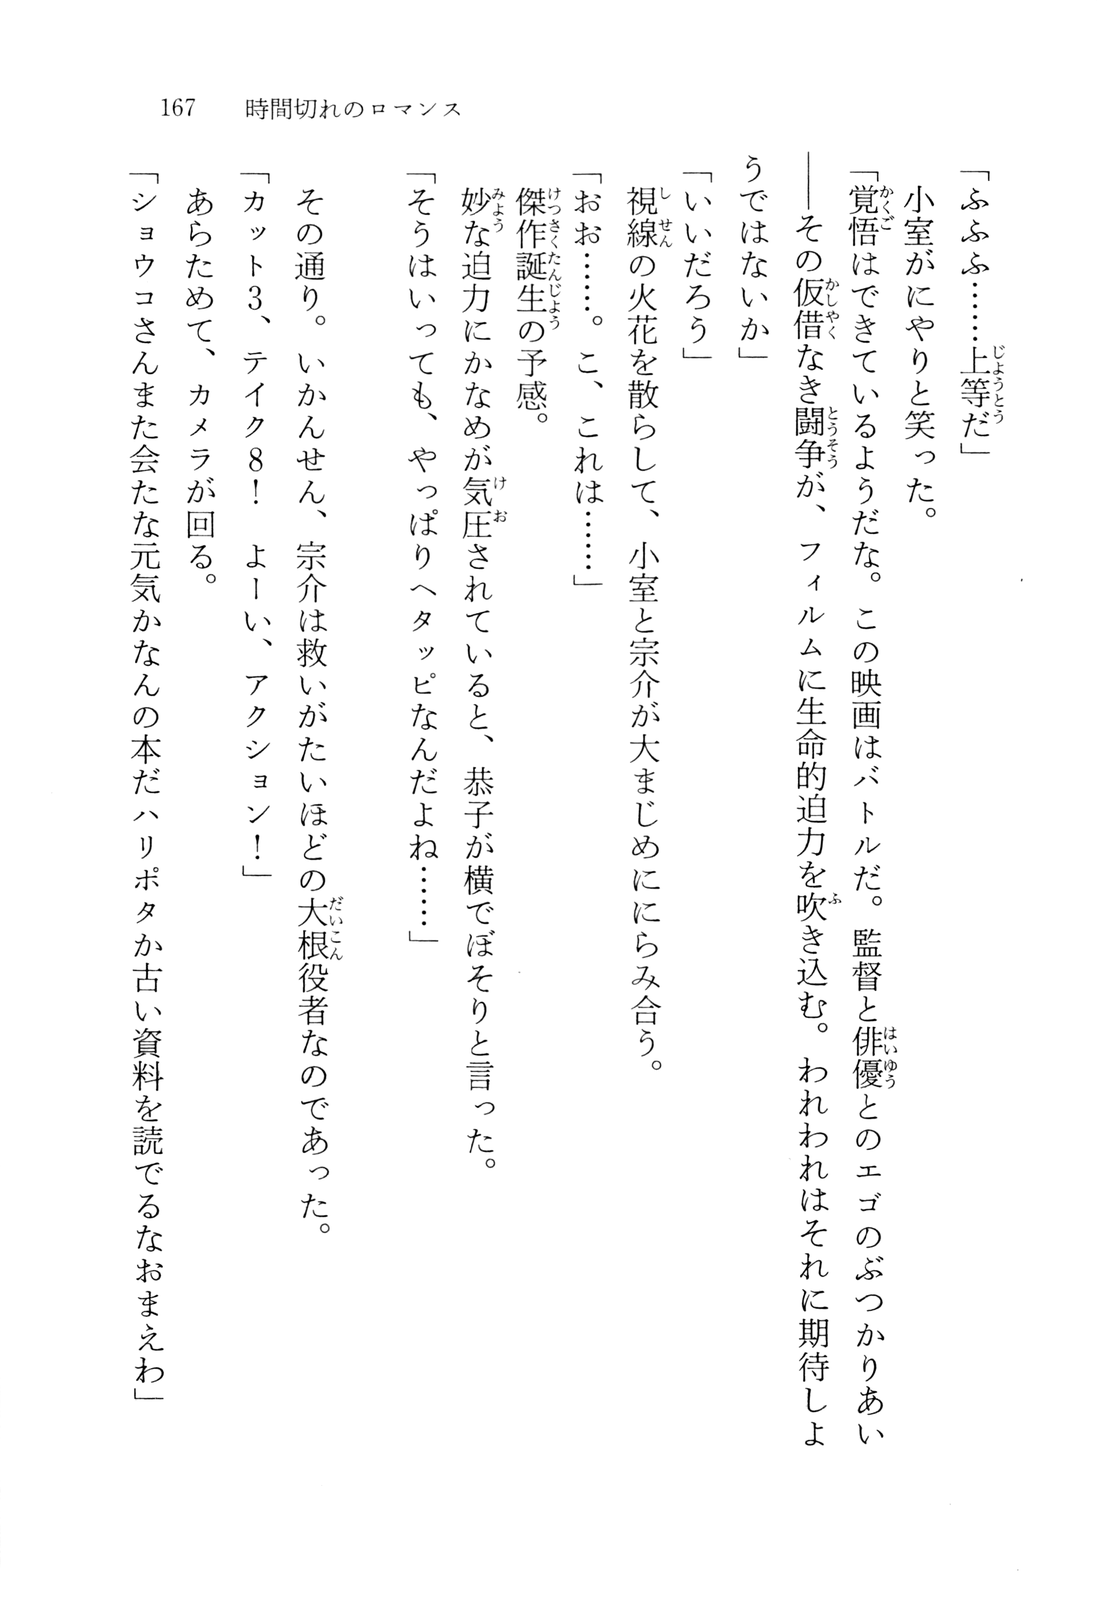 167　時間切れのロマンス
「ふふふ……上等だ」
小室がにやりと笑った。
「覚悟はできているようだな。この映画はバトルだ。監督と俳優とのエゴのぶつかりあい
――その仮借なき闘争が、フィルムに生命的迫力を吹き込む。われわれはそれに期待しよ
うではないか」
「いいだろう」
視線の火花を散らして、小室と宗介が大まじめににらみ合う。
「おお……。こ、これは……」
傑作誕生の予感。
妙な迫力にかなめが気圧されていると、恭子が横でぼそりと言った。
「そうはいっても、やっぱりヘタッピなんだよね……」
その通り。いかんせん、宗介は救いがたいほどの大根役者なのであった。
「カット3、テイク8！　よーい、アクション！」
あらためて、カメラが回る。
「ショウコさんまた会たな元気かなんの本だハリポタか古い資料を読でるなおまえわ」